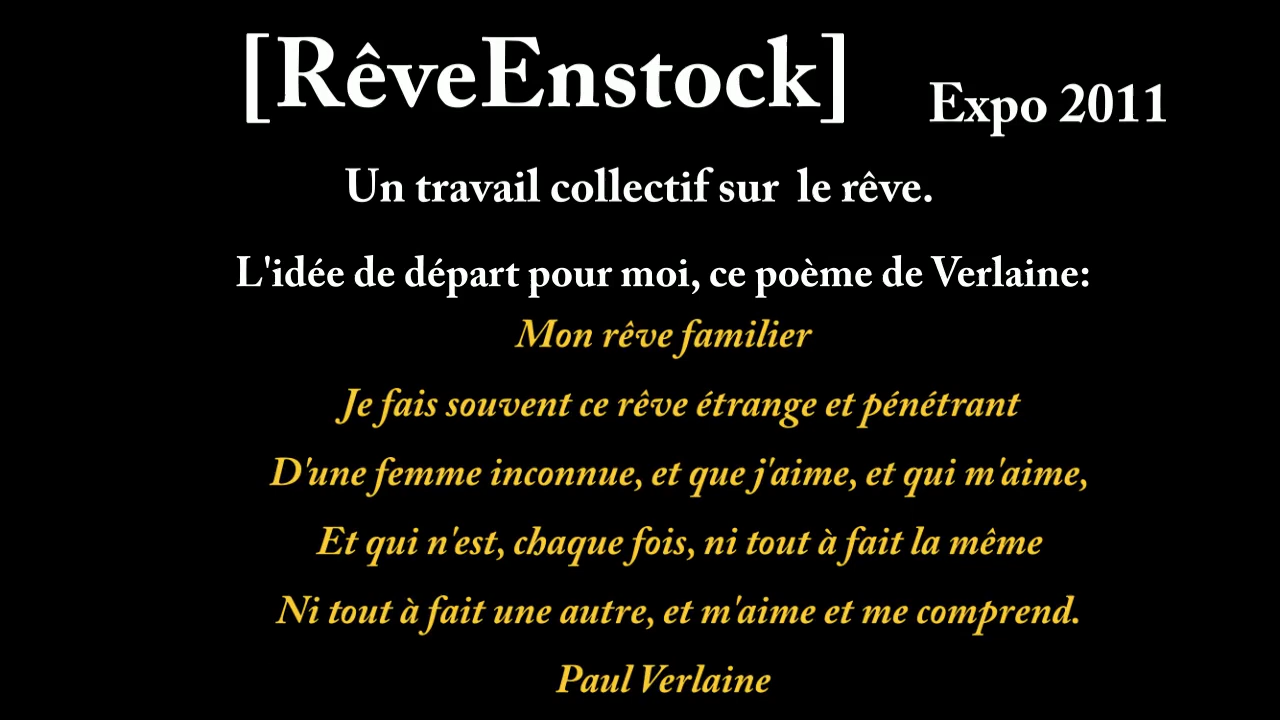 [RêveEnstock] Expo 2011
Un travail collectif sur le rêve.
L'idée de départ pour moi, ce poème de Verlaine:
Mon rêve familier
Je fais souvent ce rêve étrange et pénétrant
D'une femme inconnue, et que j'aime, et qui m'aime,
Et qui n'est, chaque fois, ni tout à fait la même
Ni tout à fait une autre, et m'aime et me comprend.
Paul Verlaine